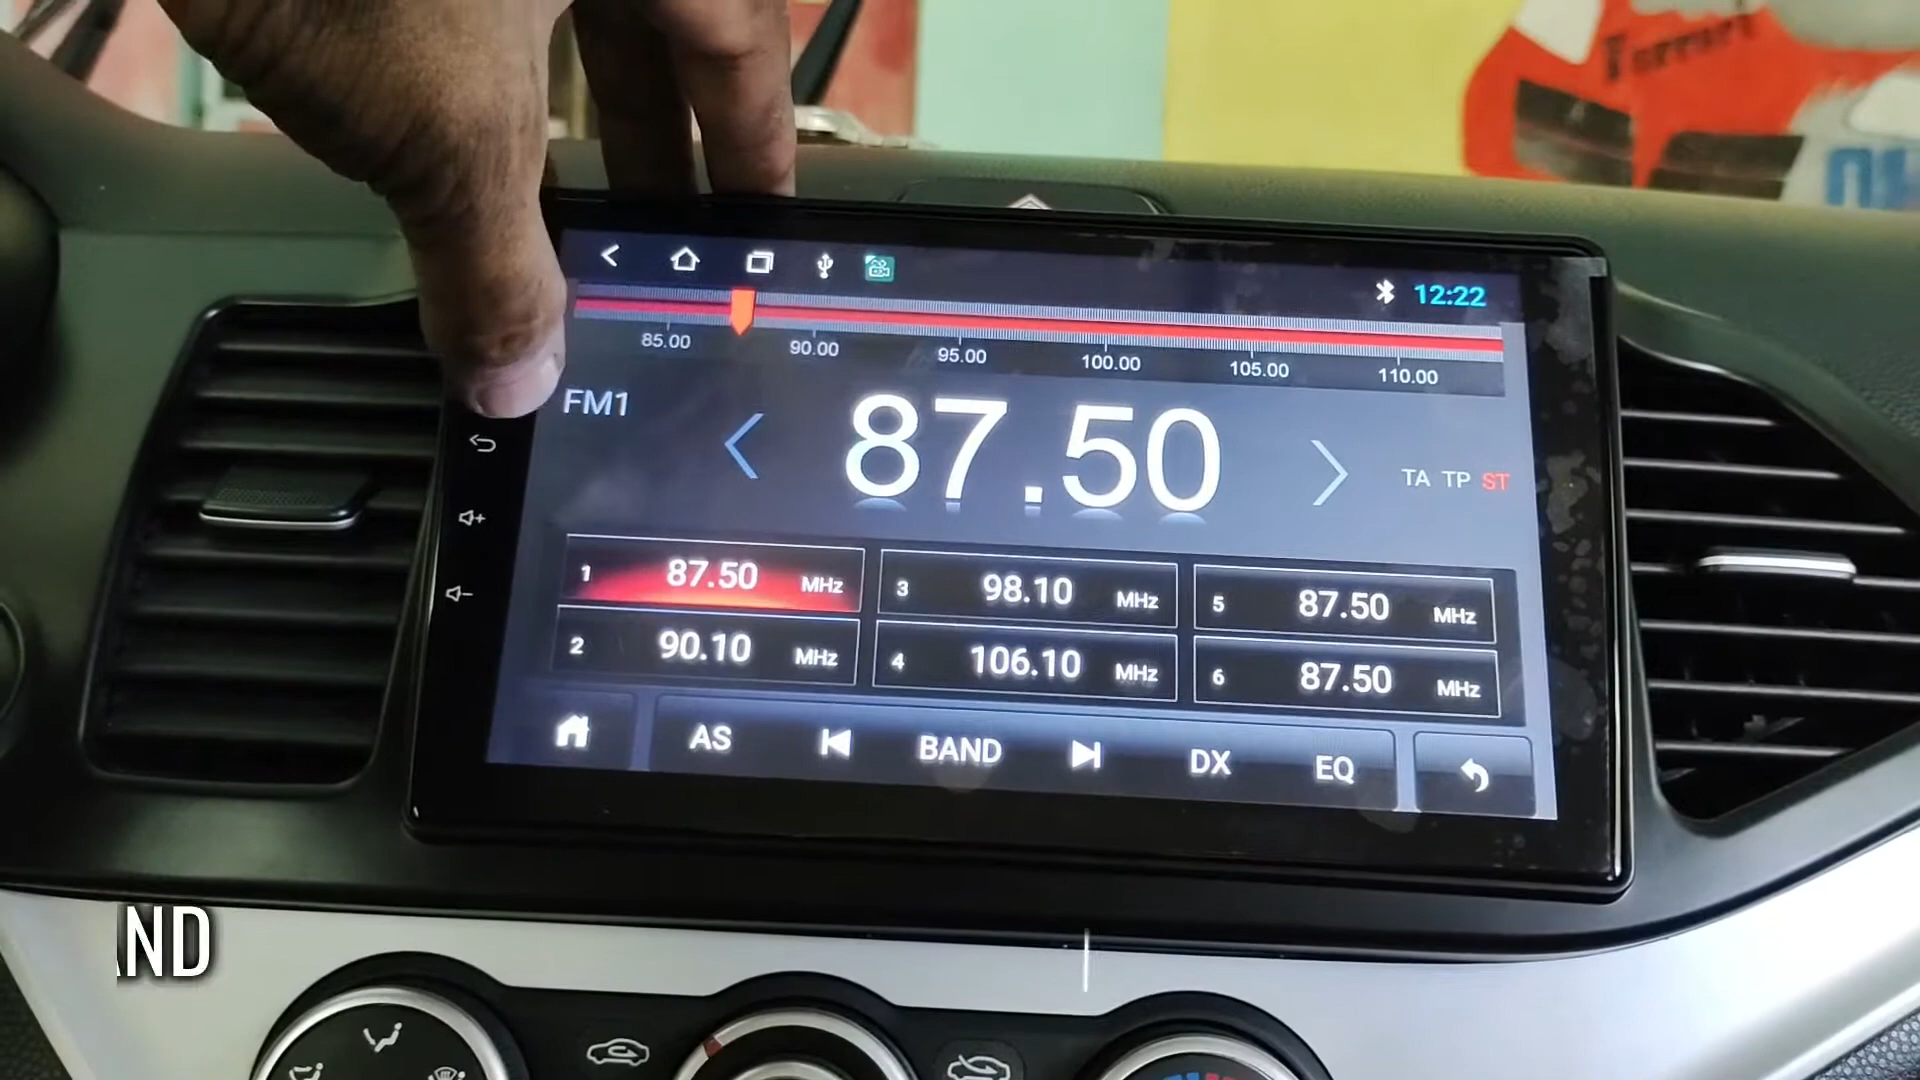 Ferrari
12:22
85.00 90.00 95.00 100.00 105.00 110.00
FM1
87.50
TA TP ST
1 87.50 MHz
3 98.10 MHz
5 87.50 MHz
2 90.10 MHz
4 106.10 MHz
6 87.50 MHz
AS BAND DX EQ
ND